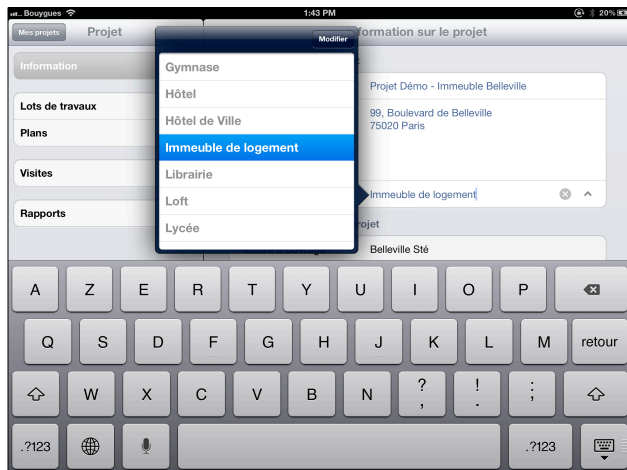 Bouygues 1:43 PM 20%
Mes projets Projet Modifier formation sur le projet
Information
Lots de travaux
Plans
Visites
Rapports
Gymnase
Hôtel
Hôtel de Ville
Immeuble de logement
Librairie
Loft
Lycée
Projet Démo - Immeuble Belleville
99, Boulevard de Belleville
75020 Paris
Immeuble de logement
rojet
Belleville Sté
A Z E R T Y U I O P
Q S D F G H J K L M retour
W X C V B N ? , ! . : ;
.?123 .?123